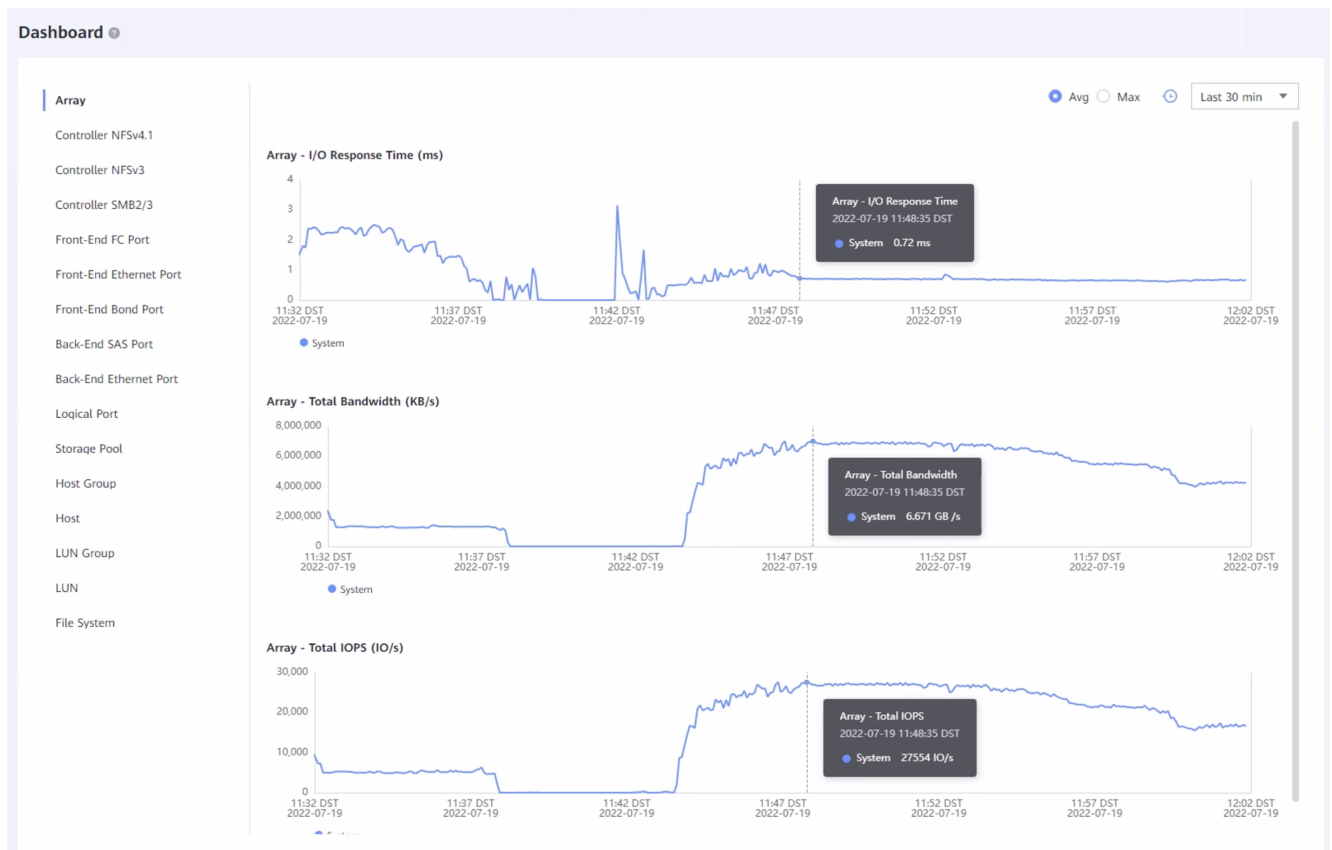 Dashboard
Array
Controller NFSv4.1
Controller NFSv3
Controller SMB2/3
Front-End FC Port
Front-End Ethernet Port
Front-End Bond Port
Back-End SAS Port
Back-End Ethernet Port
Logical Port
Storage Pool
Host Group
Host
LUN Group
LUN
File System
Avg Max Last 30 min
Array - I/O Response Time (ms)
4
3
2
1
0
11:32 DST 11:37 DST 11:42 DST 11:47 DST 11:52 DST 11:57 DST 12:02 DST
2022-07-19 2022-07-19 2022-07-19 2022-07-19 2022-07-19 2022-07-19 2022-07-19
System
Array - I/O Response Time
2022-07-19 11:48:35 DST
System 0.72 ms
Array - Total Bandwidth (KB/s)
8,000,000
6,000,000
4,000,000
2,000,000
0
11:32 DST 11:37 DST 11:42 DST 11:47 DST 11:52 DST 11:57 DST 12:02 DST
2022-07-19 2022-07-19 2022-07-19 2022-07-19 2022-07-19 2022-07-19 2022-07-19
System
Array - Total Bandwidth
2022-07-19 11:48:35 DST
System 6.671 GB /s
Array - Total IOPS (IO/s)
30,000
20,000
10,000
0
11:32 DST 11:37 DST 11:42 DST 11:47 DST 11:52 DST 11:57 DST 12:02 DST
2022-07-19 2022-07-19 2022-07-19 2022-07-19 2022-07-19 2022-07-19 2022-07-19
Array - Total IOPS
2022-07-19 11:48:35 DST
System 27554 IO/s